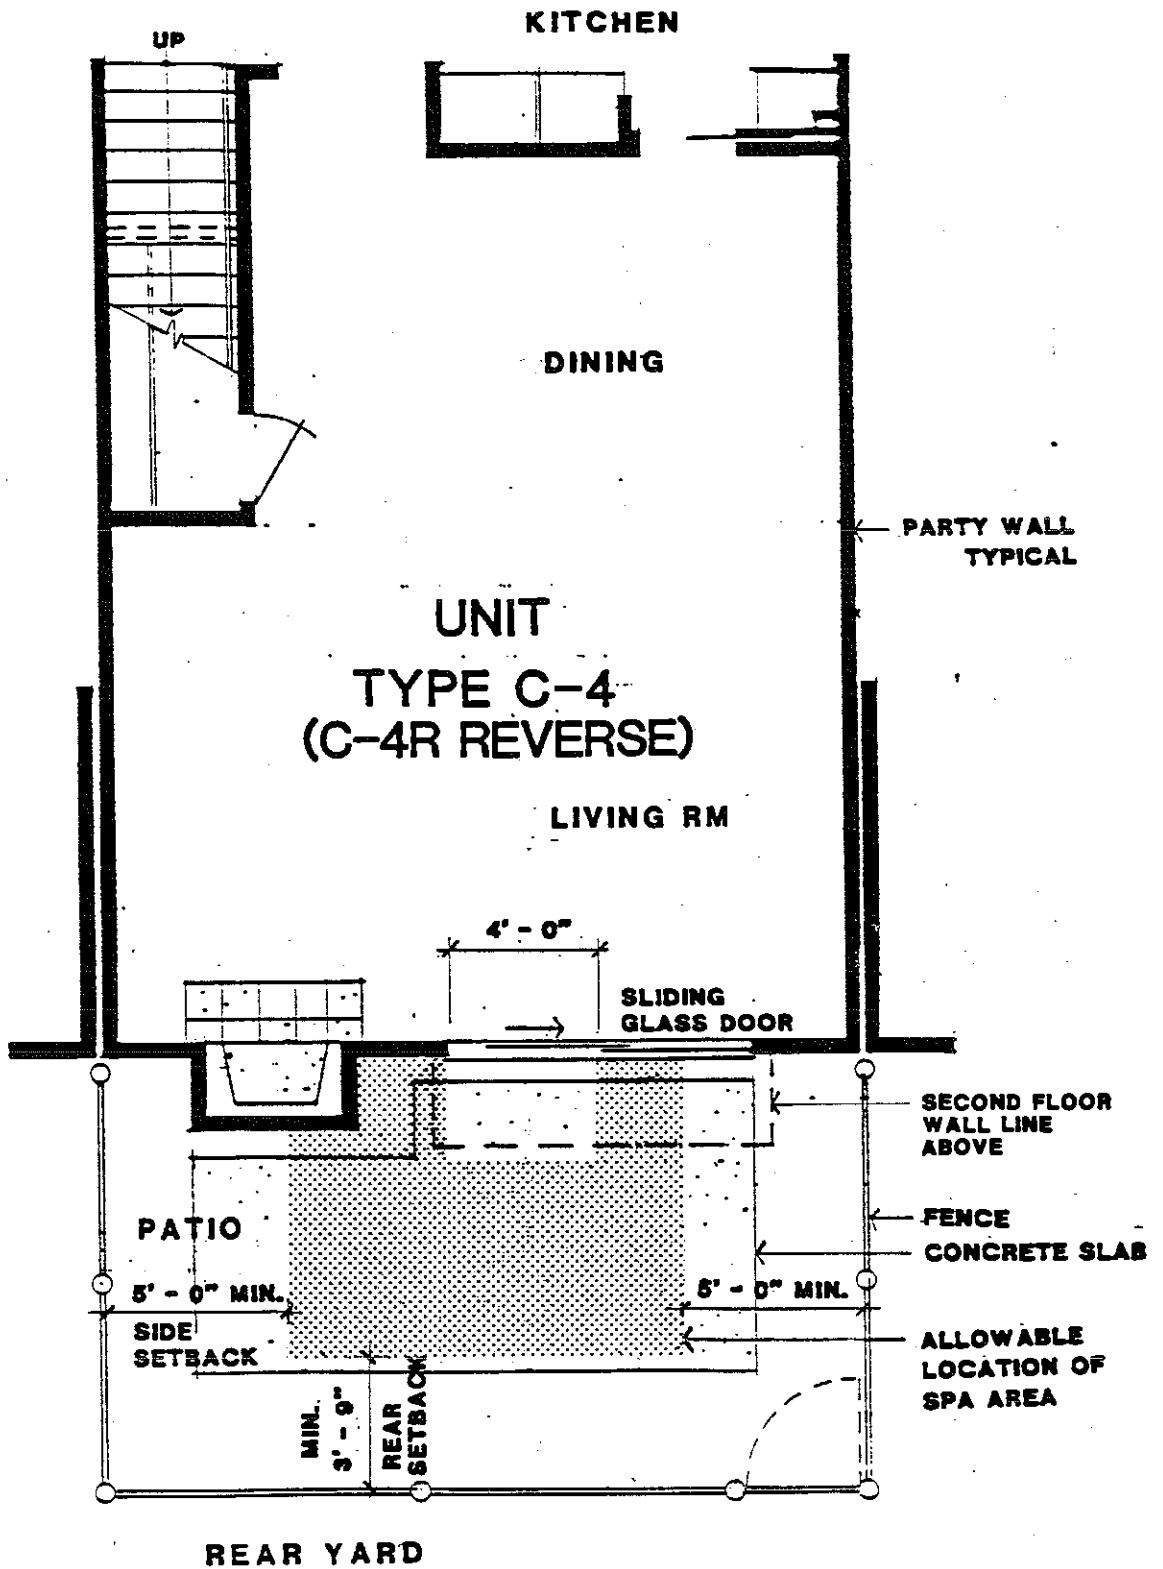 KITCHEN
UP
DINING
PARTY WALL
TYPICAL
UNIT
TYPE C-4
(C-4R REVERSE)
LIVING RM
4' - 0"
SLIDING
GLASS DOOR
SECOND FLOOR
WALL LINE
ABOVE
PATIO
FENCE
CONCRETE SLAB
5' - 0" MIN.
5' - 0" MIN.
SIDE
SETBACK
ALLOWABLE
LOCATION OF
SPA AREA
MIN.
3' - 9"
REAR
SETBACK
REAR YARD